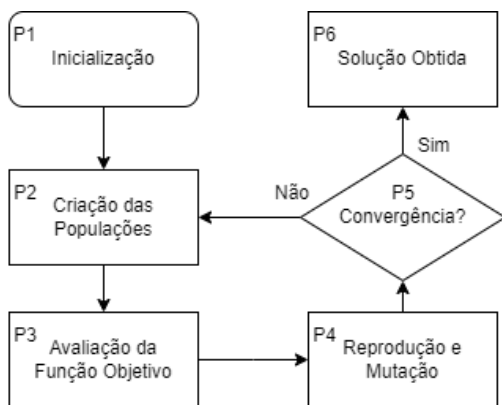 P1
Inicialização
P2
Criação das
Populações
P3
Avaliação da
Função Objetivo
P4
Reprodução e
Mutação
P5
Convergência?
Não
Sim
P6
Solução Obtida